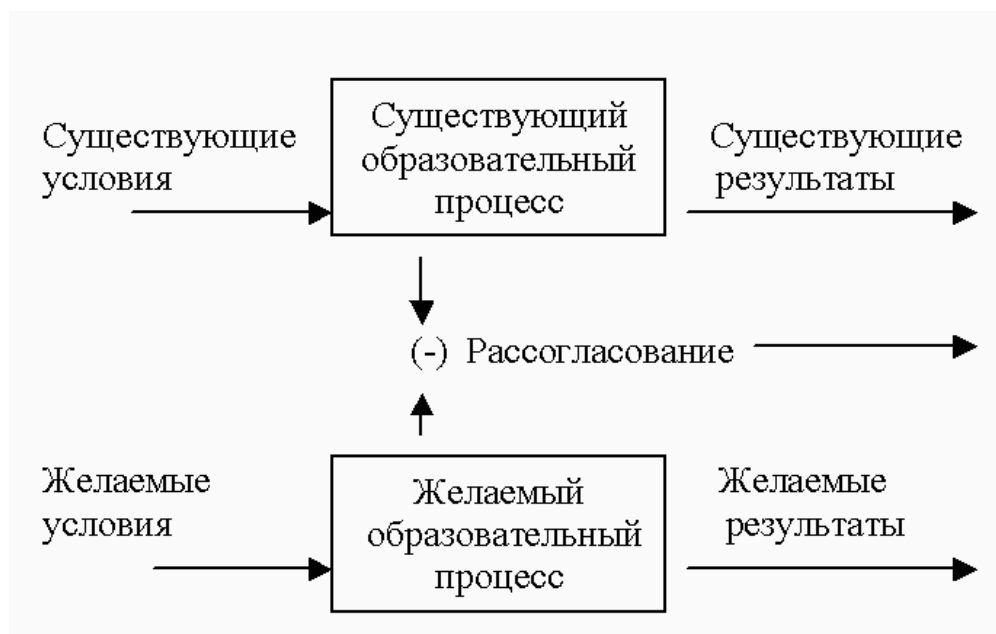 Существующие
условия
Существующий
образовательный
процесс
Существующие
результаты
(-) Рассогласование
Желаемые
условия
Желаемый
образовательный
процесс
Желаемые
результаты